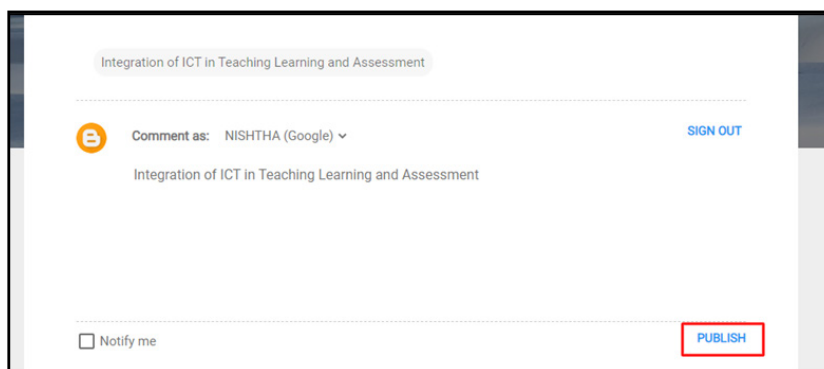 Integration of ICT in Teaching Learning and Assessment
Comment as: NISHTHA (Google)
SIGN OUT
Integration of ICT in Teaching Learning and Assessment
Notify me
PUBLISH